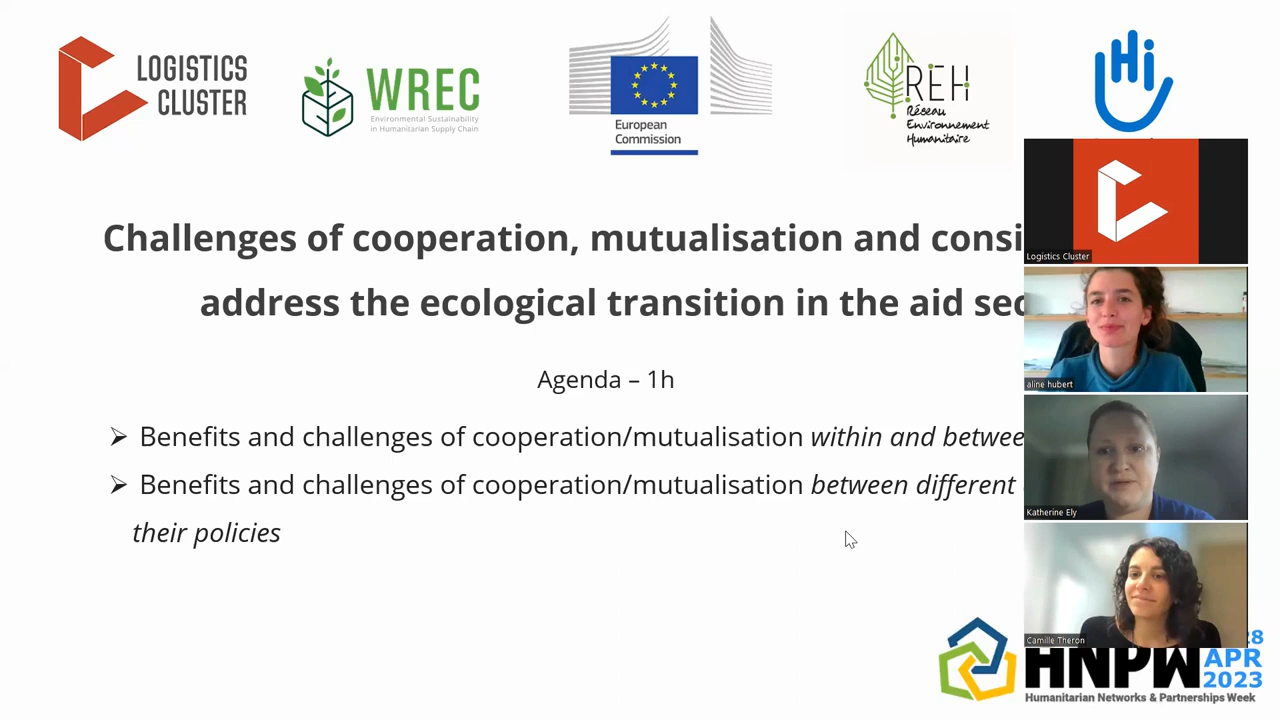 LOGISTICS
CLUSTER
WREC
Environmental Sustainability
in Humanitarian Supply Chain
European
Commission
REH
Réseau
Environnement
Humanitaire
Hi
Challenges of cooperation, mutualisation and consi
address the ecological transition in the aid sec
Agenda – 1h
➢ Benefits and challenges of cooperation/mutualisation within and betwee
➢ Benefits and challenges of cooperation/mutualisation between different
their policies
Logistics Cluster
aline hubert
Katherine Ely
Camille Theron
HNPW
28
APR
2023
Humanitarian Networks & Partnerships Week